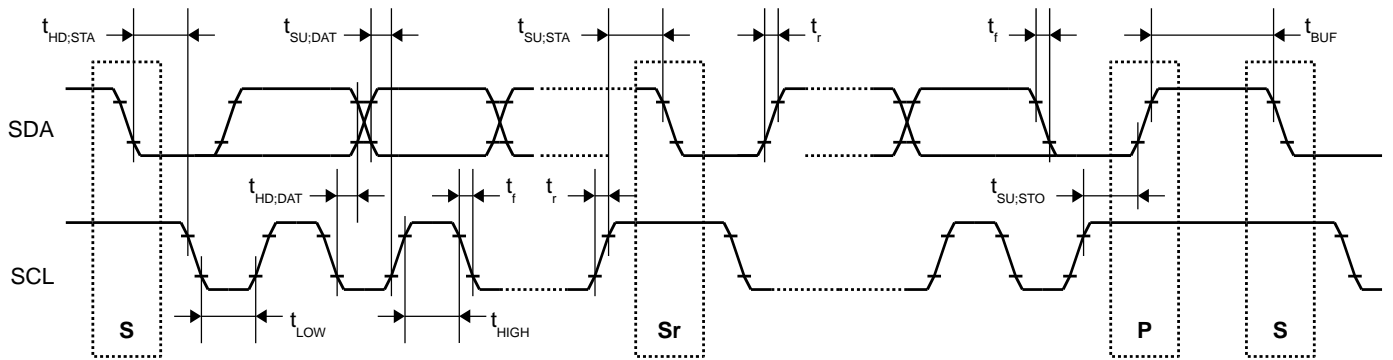 tHD;STA tSU;DAT tSU;STA tr tf tBUF
SDA
tHD;DAT tf tr tSU;STO
SCL
S tLOW tHIGH Sr P S